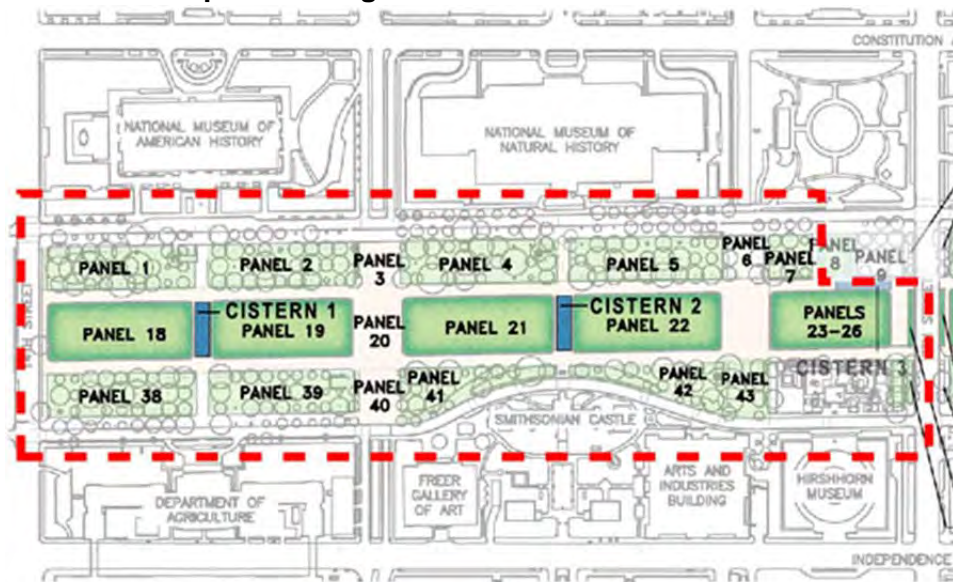 CONSTITUTION A
NATIONAL MUSEUM OF
AMERICAN HISTORY
NATIONAL MUSEUM OF
NATURAL HISTORY
PANEL 1
PANEL 2
PANEL
3
PANEL 4
PANEL 5
PANEL
6
PANEL
7
PANEL
8
PANEL
9
14TH STREET
PANEL 18
CISTERN 1
PANEL 19
PANEL
20
PANEL 21
CISTERN 2
PANEL 22
PANELS
23-26
CISTERN 3
PANEL 38
PANEL 39
PANEL
40
PANEL
41
PANEL
42
PANEL
43
SMITHSONIAN CASTLE
DEPARTMENT OF
AGRICULTURE
FREER
GALLERY
OF ART
ARTS AND
INDUSTRIES
BUILDING
HIRSHHORN
MUSEUM
INDEPENDENCE